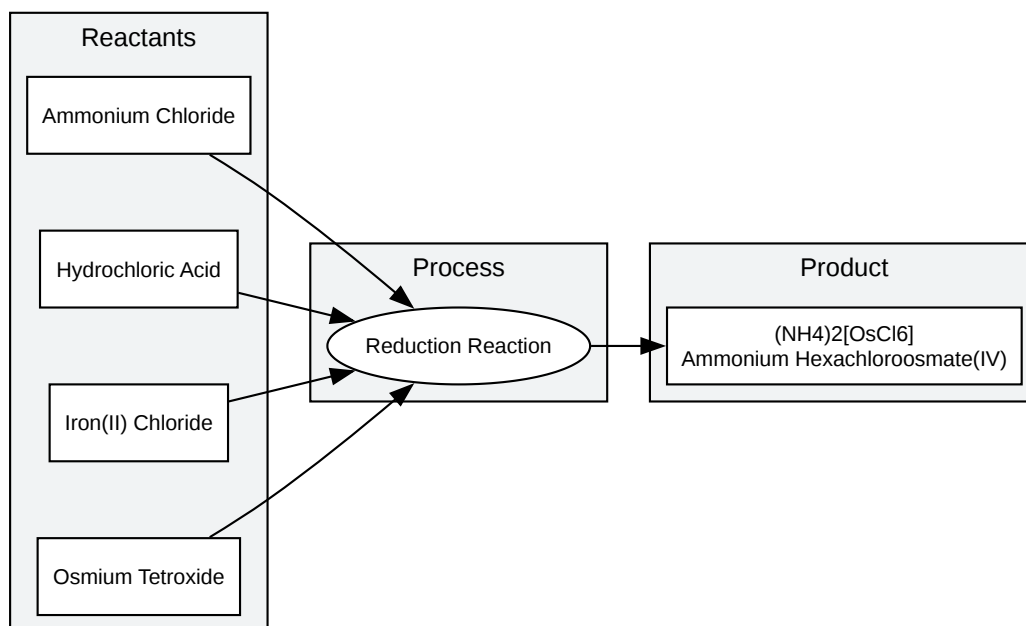 Reactants
Ammonium Chloride
Hydrochloric Acid
Iron(II) Chloride
Osmium Tetroxide
Process
Reduction Reaction
Product
(NH4)2[OsCl6]
Ammonium Hexachloroosmate(IV)